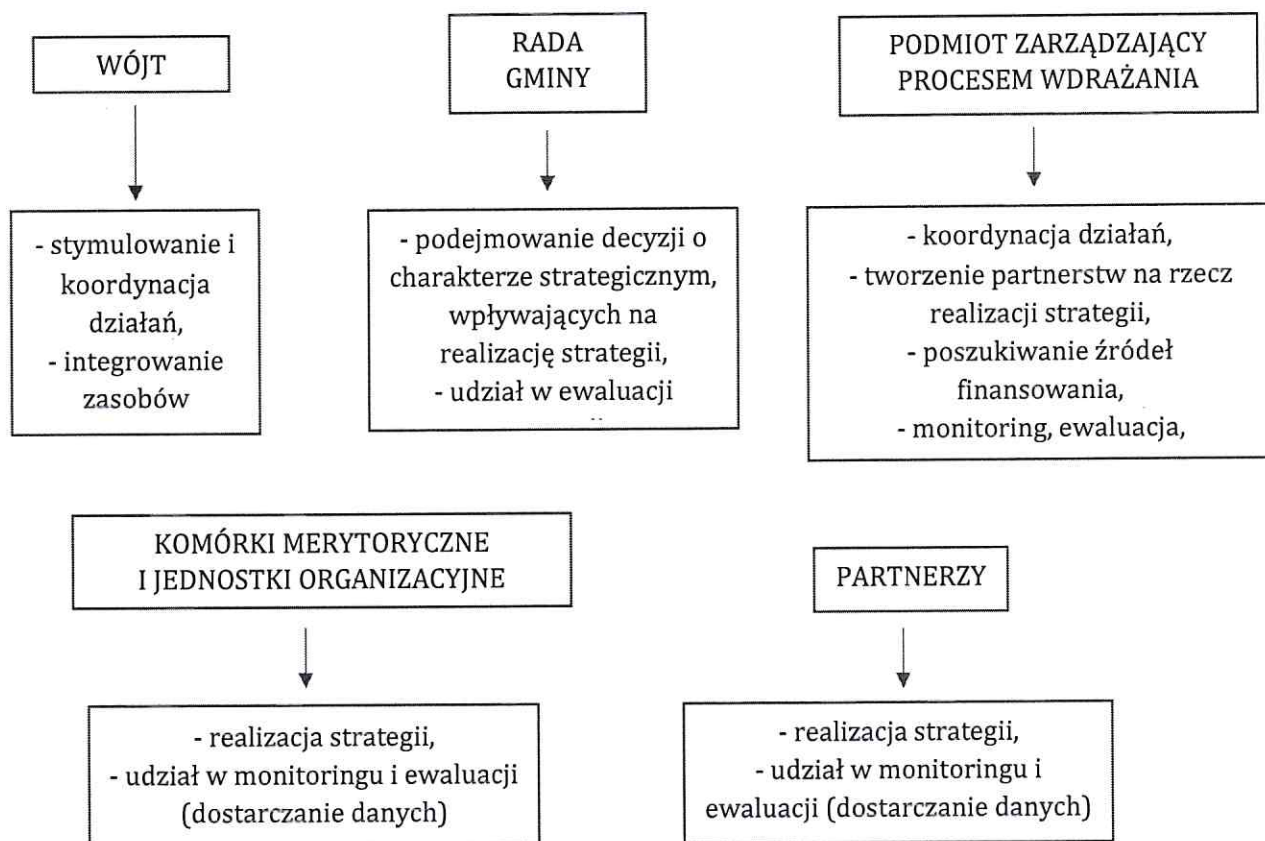 WÓJT
- stymulowanie i
koordynacja
działań,
- integrowanie
zasobów
RADA
GMINY
- podejmowanie decyzji o
charakterze strategicznym,
wpływających na
realizację strategii,
- udział w ewaluacji
PODMIOT ZARZĄDZAJĄCY
PROCESEM WDRAŻANIA
- koordynacja działań,
- tworzenie partnerstw na rzecz
realizacji strategii,
- poszukiwanie źródeł
finansowania,
- monitoring, ewaluacja,
KOMÓRKI MERYTORYCZNE
I JEDNOSTKI ORGANIZACYJNE
- realizacja strategii,
- udział w monitoringu i ewaluacji
(dostarczanie danych)
PARTNERZY
- realizacja strategii,
- udział w monitoringu i
ewaluacji (dostarczanie danych)